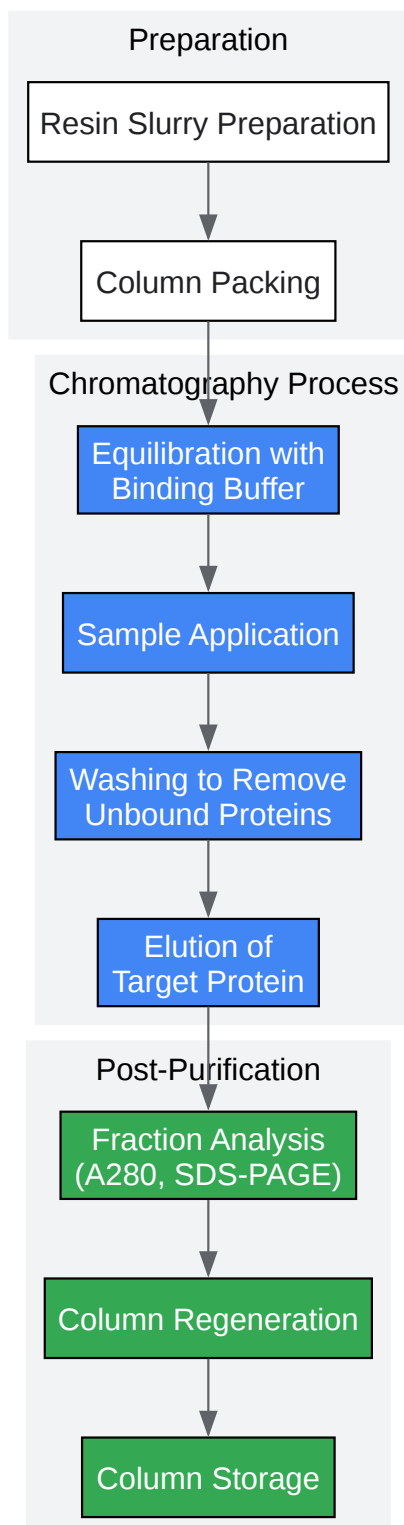 Preparation
Resin Slurry Preparation
Column Packing
Chromatography Process
Equilibration with
Binding Buffer
Sample Application
Washing to Remove
Unbound Proteins
Elution of
Target Protein
Post-Purification
Fraction Analysis
(A280, SDS-PAGE)
Column Regeneration
Column Storage